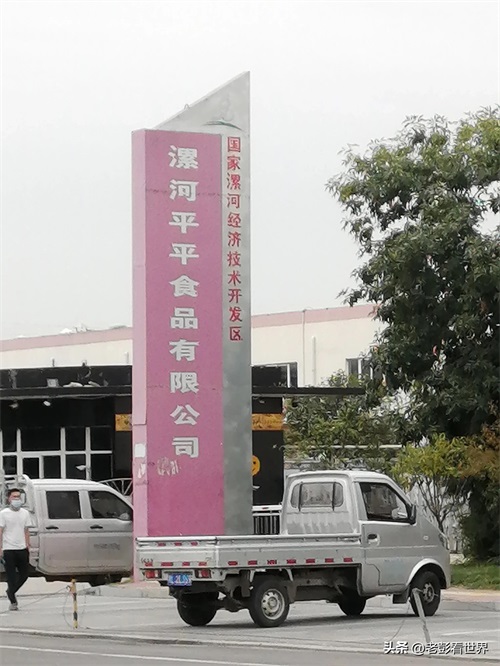 国家漯河经济技术开发区
漯河平平食品有限公司
头条 @老彭看世界